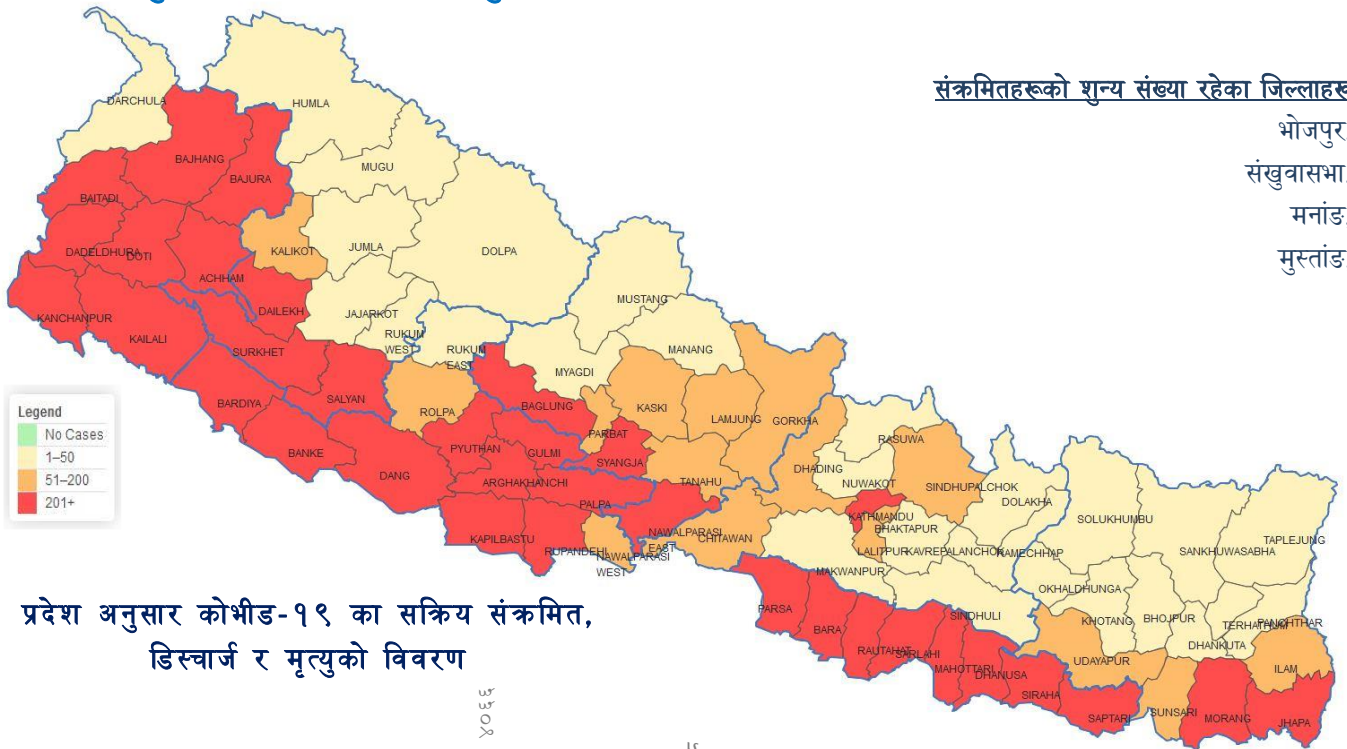 संक्रमितहरूको शुन्य संख्या रहेका जिल्लाहरू
भोजपुर
संखुवासभा,
मनांङ,
मुस्तांङ,
DARCHULA
HUMLA
BAJHANG
BAJURA
MUGU
BAITADI
DADELDHURA
DOTI
ACHHAM
KALIKOT
JUMLA
DOLPA
KANCHANPUR
KAILALI
DAILEKH
JAJARKOT
RUKUM
WEST
RUKUM
EAST
MUSTANG
MANANG
MYAGDI
SURKHET
BARDIYA
SALYAN
ROLPA
BAGLUNG
PARBAT
KASKI
LAMJUNG
GORKHA
BANKE
DANG
PYUTHAN
GULMI
SYANGJA
ARGHAKHANCHI
TANAHU
DHADING
RASUWA
NUWAKOT
SINDHUPALCHOK
DOLAKHA
PALPA
KAPILBASTU
RUPANDEHI
NAWALPARASI
WEST
NAWALPARASI
EAST
CHITAWAN
KATHMANDU
BHAKTAPUR
LALITPUR
KAVREPALANCHOK
RAMECHHAP
SOLUKHUMBU
SANKHUWASABHA
TAPLEJUNG
MAKWANPUR
OKHALDHUNGA
KHOTANG
BHOJPUR
TERHATHUM
PANCHTHAR
DHANKUTA
PARSA
BARA
RAUTAHAT
SARLAHI
SINDHULI
MAHOTTARI
DHANUSA
SIRAHA
UDAYAPUR
SAPTARI
SUNSARI
MORANG
ILAM
JHAPA
Legend
No Cases
1–50
51–200
201+
प्रदेश अनुसार कोभीड-१९ का सक्रिय संक्रमित,
डिस्चार्ज र मृत्युको विवरण
३३०९